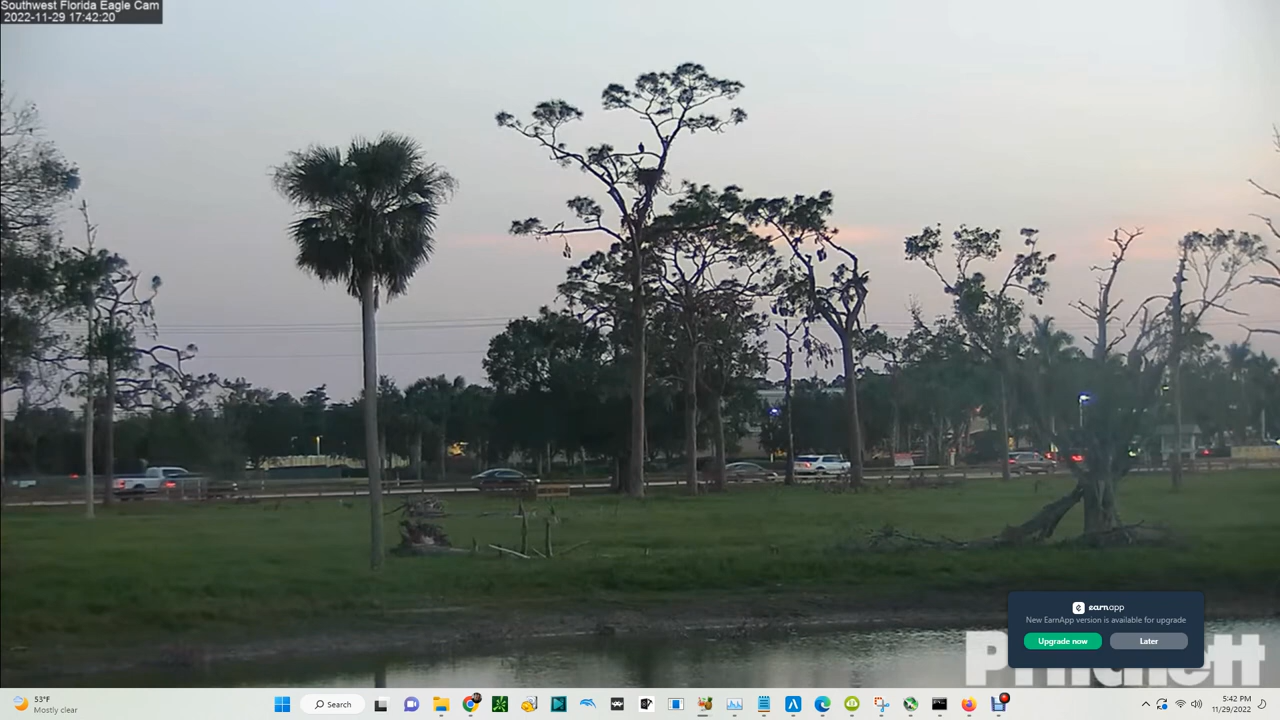 Southwest Florida Eagle Cam
2022-11-29 17:42:20
earnapp
New EarnApp version is available for upgrade
Upgrade now
Later
Pritchett
53°F
Mostly clear
Search
5:42 PM
11/29/2022